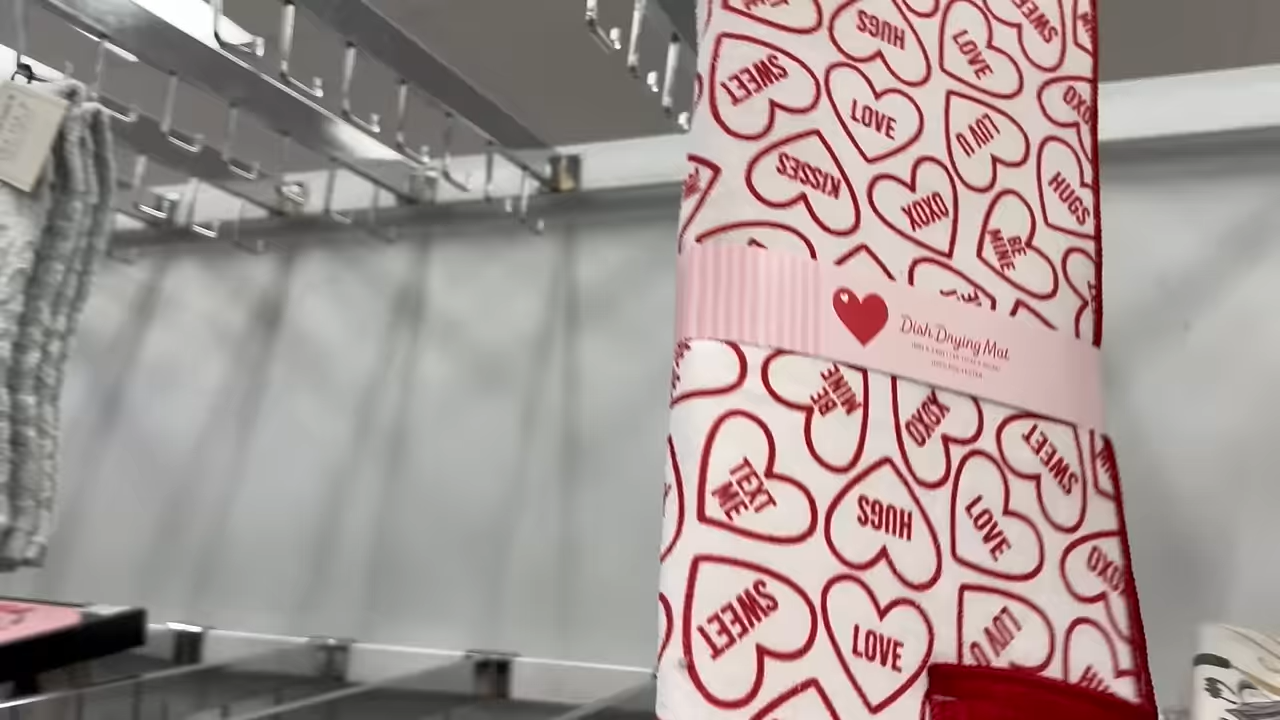 HUGS
SWEET
LOVE
SWEET
LOVE
XOXO
LUV U
KISSES
HUGS
XOXO
BE
MINE
Dish Drying Mat
BE
MINE
XOXO
SWEET
TEXT
ME
HUGS
LOVE
XOXO
SWEET
LOVE
LUV U